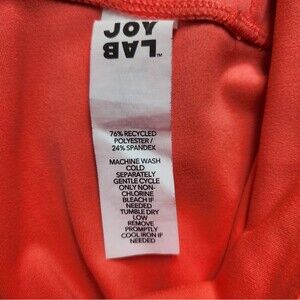 JOY
LAB™
76% RECYCLED
POLYESTER /
24% SPANDEX
MACHINE WASH
COLD
SEPARATELY
GENTLE CYCLE
ONLY NON-
CHLORINE
BLEACH IF
NEEDED
TUMBLE DRY
LOW
REMOVE
PROMPTLY
COOL IRON IF
NEEDED